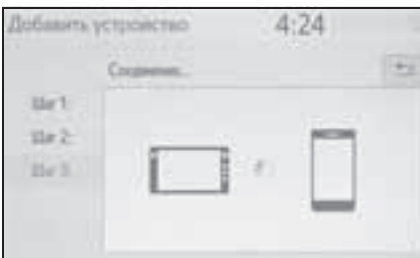 Добавить устройство 4:24
Соединение...
Шаг 1:
Шаг 2:
Шаг 3: